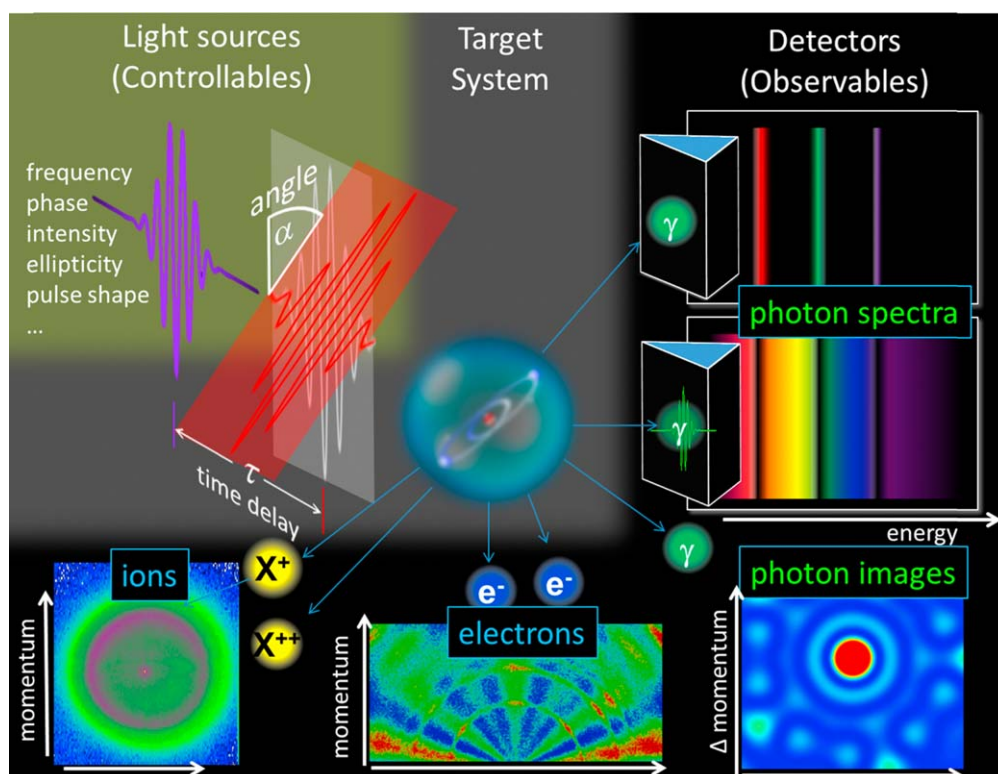 Light sources
(Controllables)
Target
System
Detectors
(Observables)
frequency
phase
intensity
ellipticity
pulse shape
...
angle
α
τ
time delay
γ
photon spectra
γ
energy
γ
photon images
Δ momentum
ions
X+
X++
momentum
e-
e-
electrons
momentum